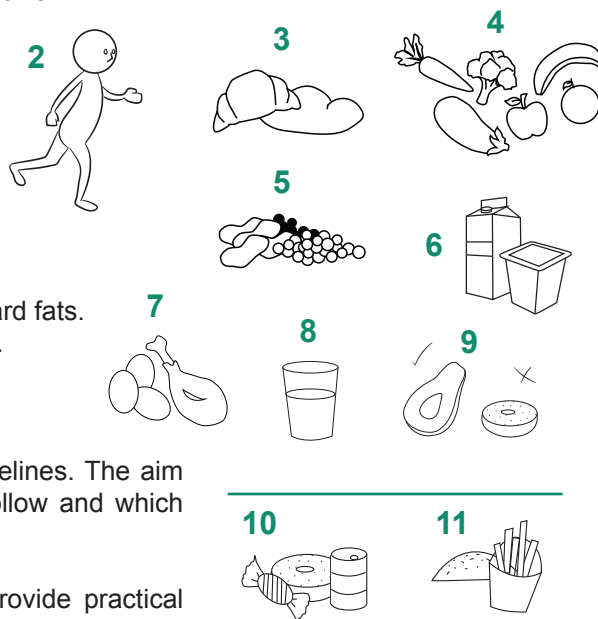 2
3
4
5
6
ard fats.
7
8
9
elines. The aim
ollow and which
10
11
rovide practical